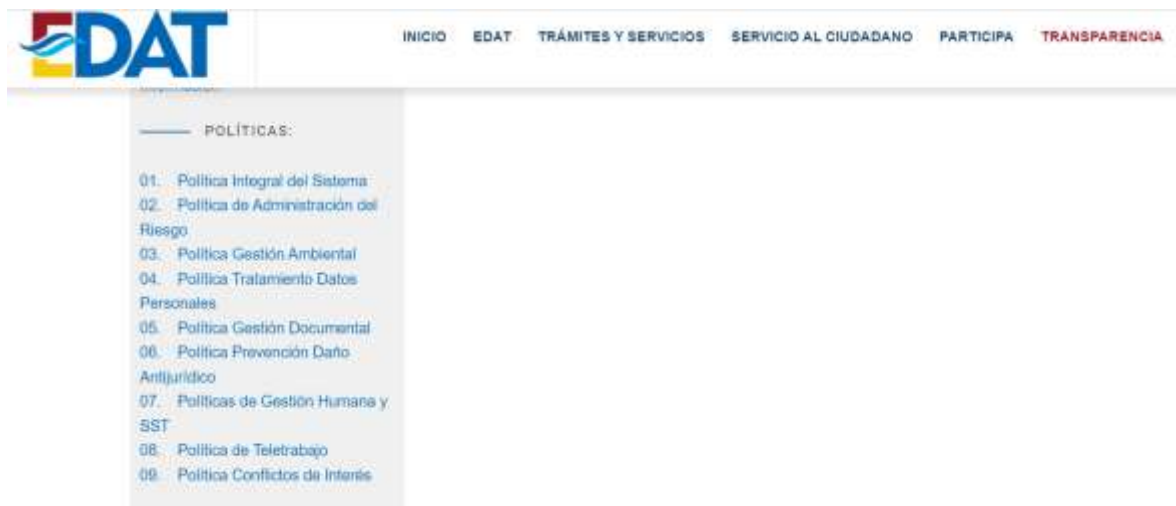 EDAT
INICIO EDAT TRÁMITES Y SERVICIOS SERVICIO AL CIUDADANO PARTICIPA TRANSPARENCIA
POLÍTICAS:
01. Política Integral del Sistema
02. Política de Administración del
Riesgo
03. Política Gestión Ambiental
04. Política Tratamiento Datos
Personales
05. Política Gestión Documental
06. Política Prevención Daño
Antijurídico
07. Políticas de Gestión Humana y
SST
08. Política de Teletrabajo
09. Política Conflictos de Interés